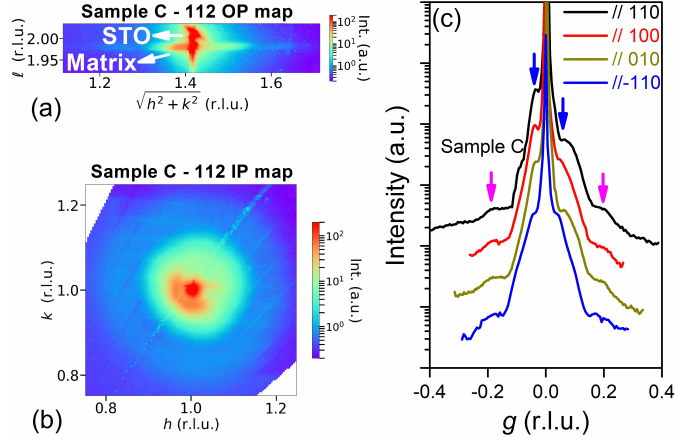 Sample C - 112 OP map
STO
Matrix
ℓ (r.l.u.)
2.00
1.95
1.2 1.4 1.6
√h² + k² (r.l.u.)
Int. (a.u.)
10²
10¹
10⁰
(a)
Sample C - 112 IP map
k (r.l.u.)
1.2
1.0
0.8
0.8 1.0 1.2
h (r.l.u.)
Int. (a.u.)
10²
10¹
10⁰
(b)
(c)
// 110
// 100
// 010
//-110
Sample C
Intensity (a.u.)
-0.4 -0.2 0.0 0.2 0.4
g (r.l.u.)